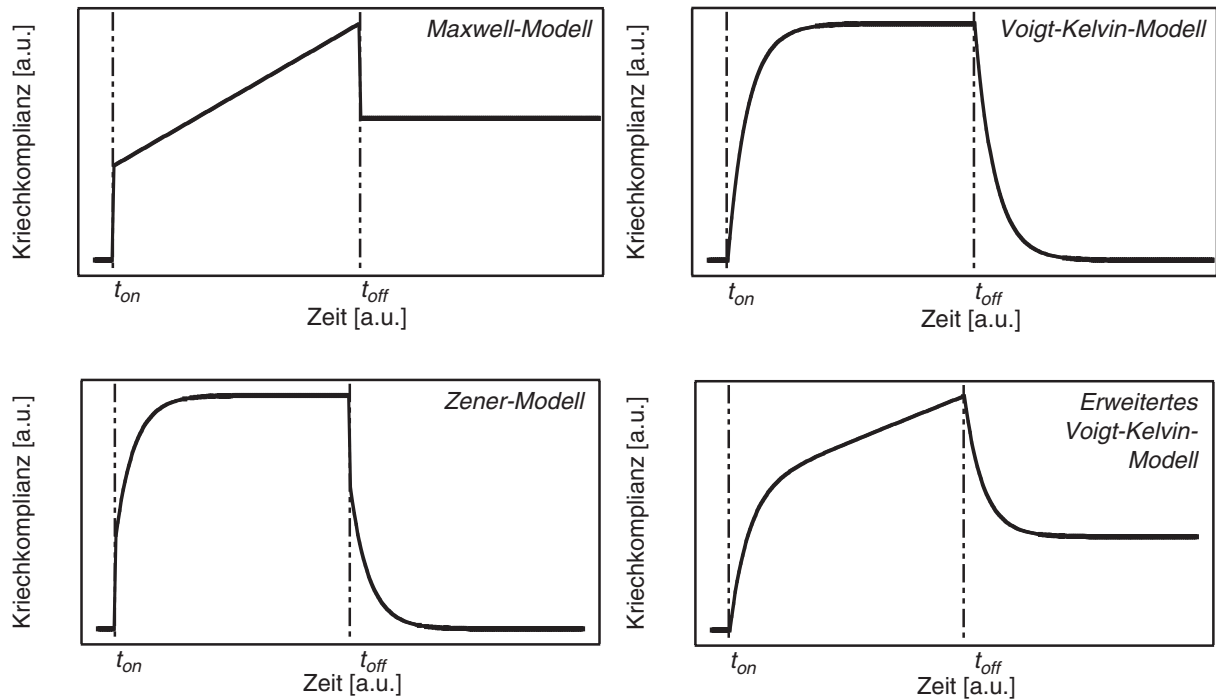 Kriechkomplianz [a.u.]
Maxwell-Modell
t_on
t_off
Zeit [a.u.]
Kriechkomplianz [a.u.]
Voigt-Kelvin-Modell
t_on
t_off
Zeit [a.u.]
Kriechkomplianz [a.u.]
Zener-Modell
t_on
t_off
Zeit [a.u.]
Kriechkomplianz [a.u.]
Erweitertes
Voigt-Kelvin-
Modell
t_on
t_off
Zeit [a.u.]